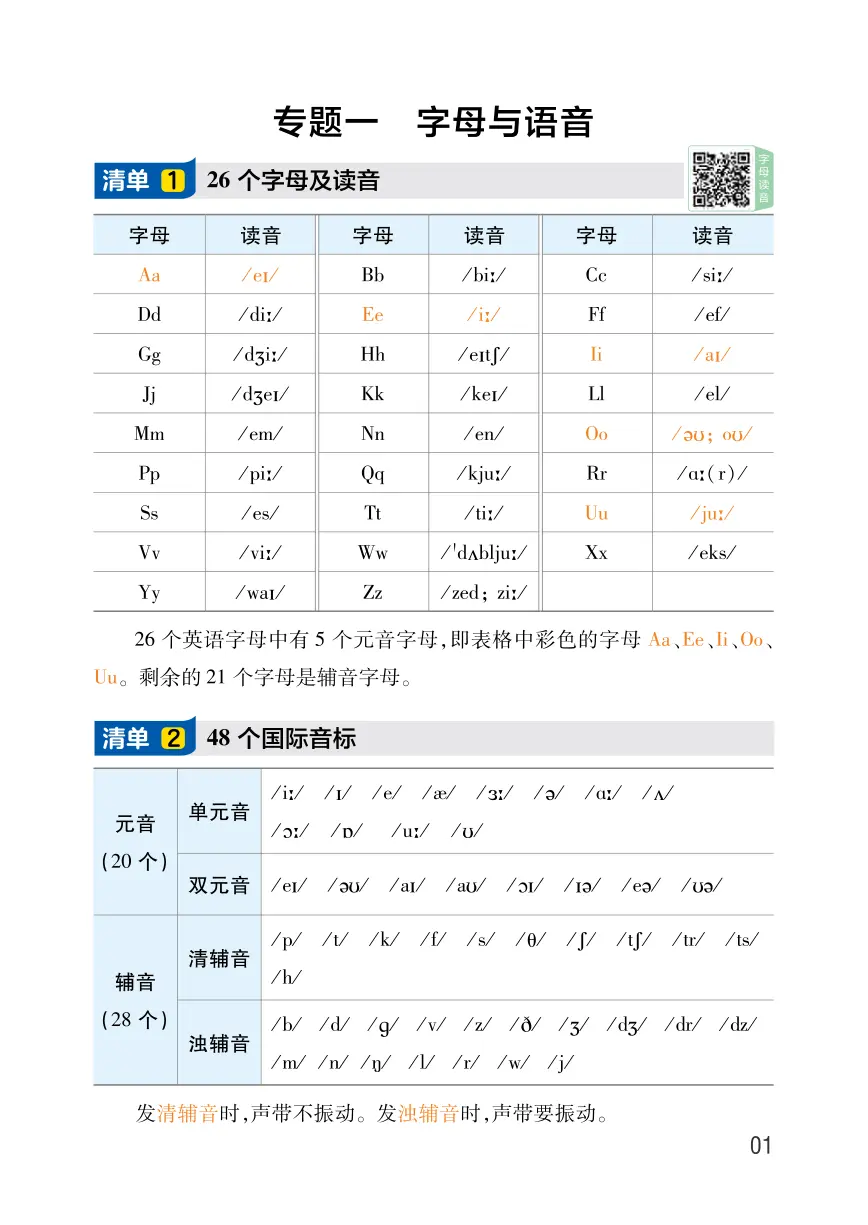 专题一 字母与语音
清单 1 26 个字母及读音
字母读音
字母 读音 字母 读音 字母 读音
Aa /eɪ/ Bb /biː/ Cc /siː/
Dd /diː/ Ee /iː/ Ff /ef/
Gg /dʒiː/ Hh /eɪtʃ/ Ii /aɪ/
Jj /dʒeɪ/ Kk /keɪ/ Ll /el/
Mm /em/ Nn /en/ Oo /əʊ; oʊ/
Pp /piː/ Qq /kjuː/ Rr /ɑː(r)/
Ss /es/ Tt /tiː/ Uu /juː/
Vv /viː/ Ww /ˈdʌbljuː/ Xx /eks/
Yy /waɪ/ Zz /zed; ziː/
26 个英语字母中有 5 个元音字母,即表格中彩色的字母 Aa、Ee、Ii、Oo、
Uu。剩余的 21 个字母是辅音字母。
清单 2 48 个国际音标
元音
(20 个)
单元音
/iː/ /ɪ/ /e/ /æ/ /ɜː/ /ə/ /ɑː/ /ʌ/
/ɔː/ /ɒ/ /uː/ /ʊ/
双元音 /eɪ/ /əʊ/ /aɪ/ /aʊ/ /ɔɪ/ /ɪə/ /eə/ /ʊə/
辅音
(28 个)
清辅音
/p/ /t/ /k/ /f/ /s/ /θ/ /ʃ/ /tʃ/ /tr/ /ts/
/h/
浊辅音
/b/ /d/ /ɡ/ /v/ /z/ /ð/ /ʒ/ /dʒ/ /dr/ /dz/
/m/ /n/ /ŋ/ /l/ /r/ /w/ /j/
发清辅音时,声带不振动。发浊辅音时,声带要振动。
01